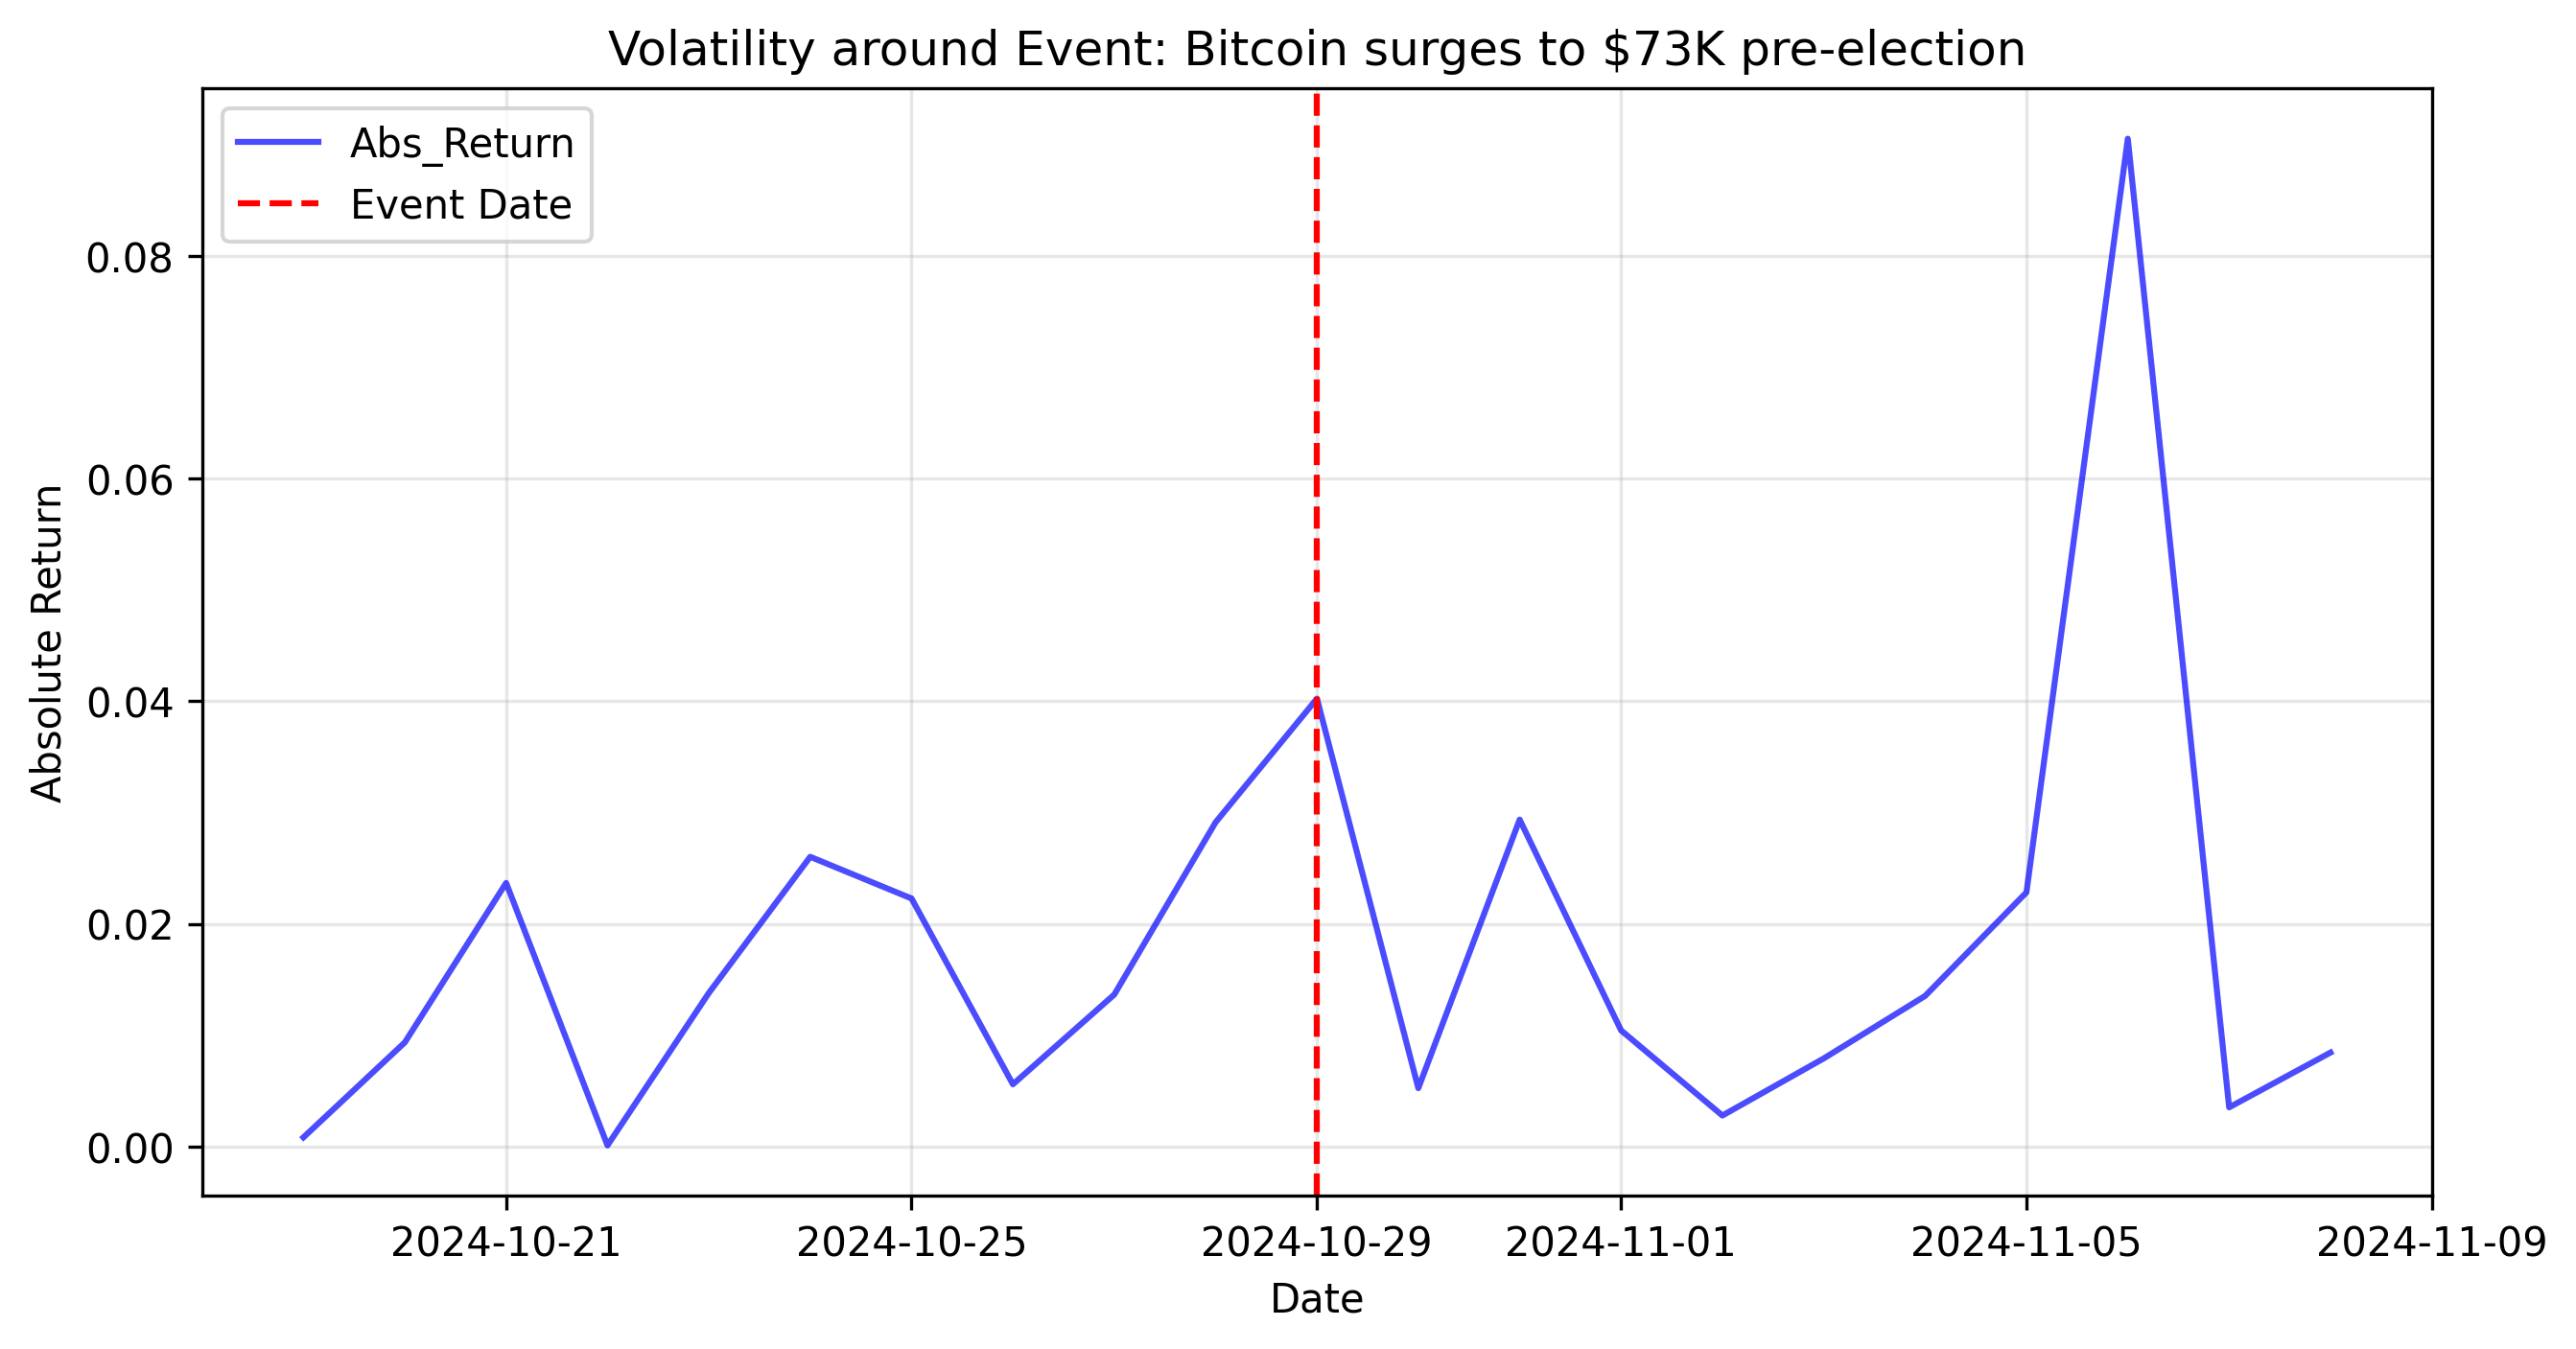 Volatility around Event: Bitcoin surges to $73K pre-election
Abs_Return
Event Date
0.08
0.06
0.04
0.02
0.00
Absolute Return
2024-10-21 2024-10-25 2024-10-29 2024-11-01 2024-11-05 2024-11-09
Date